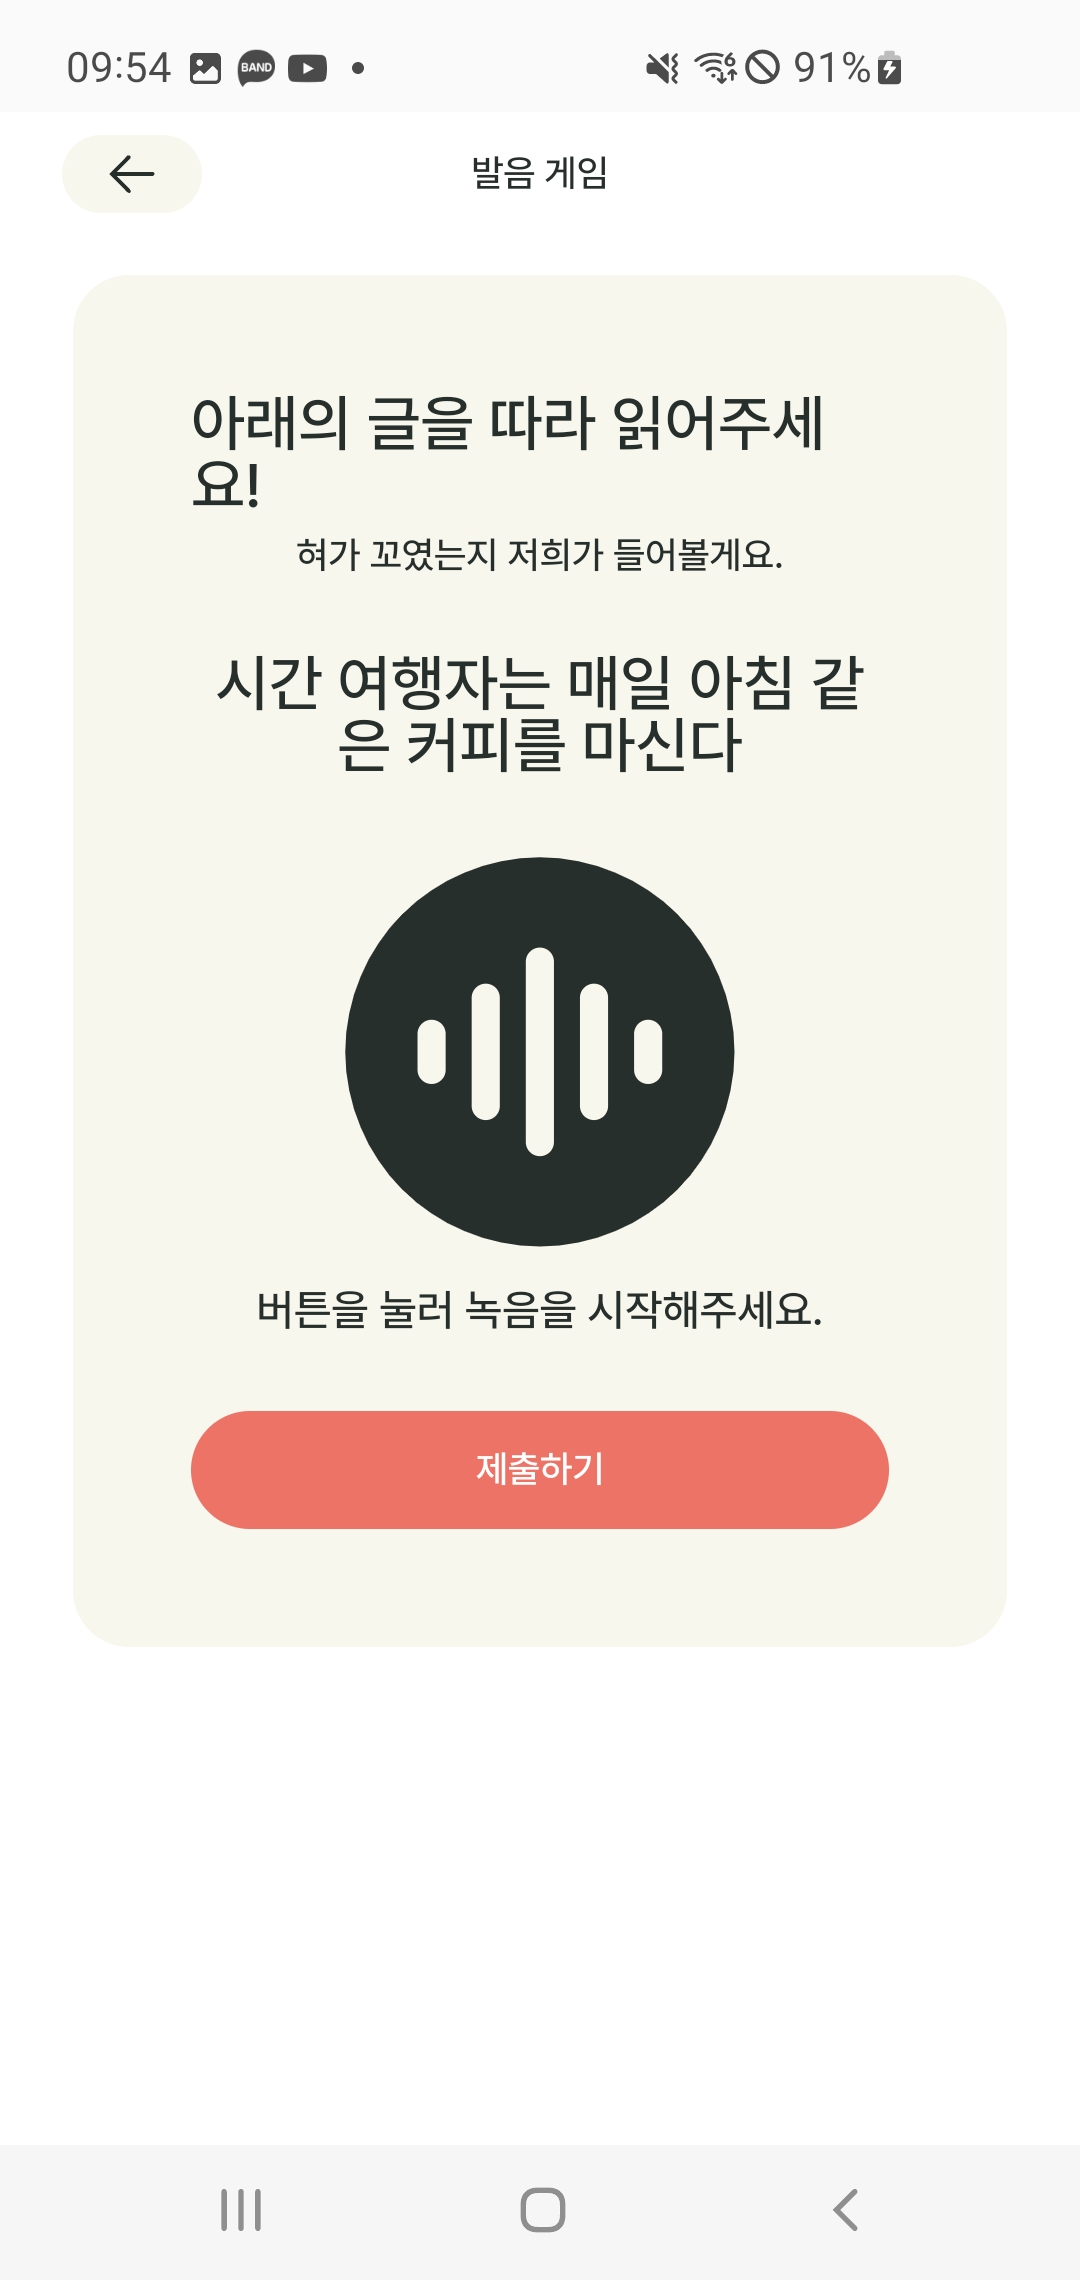 09:54 BAND 6 91%
발음 게임
아래의 글을 따라 읽어주세
요!
혀가 꼬였는지 저희가 들어볼게요.
시간 여행자는 매일 아침 같
은 커피를 마신다
버튼을 눌러 녹음을 시작해주세요.
제출하기